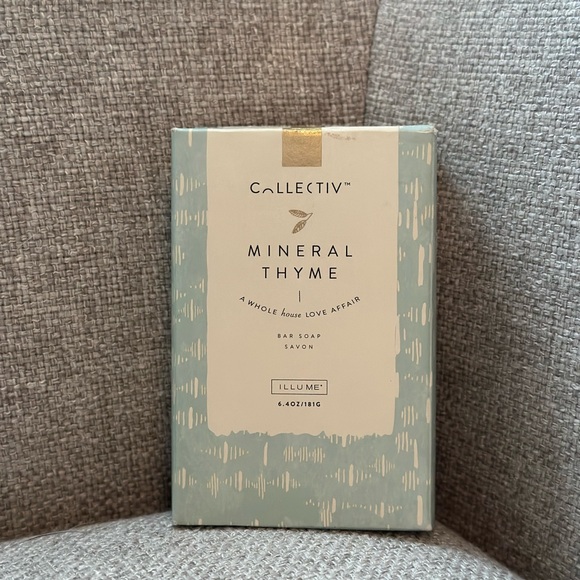 COLLECTIV™
MINERAL
THYME
A WHOLE house LOVE AFFAIR
BAR SOAP
SAVON
ILLUME®
6.4OZ/181G